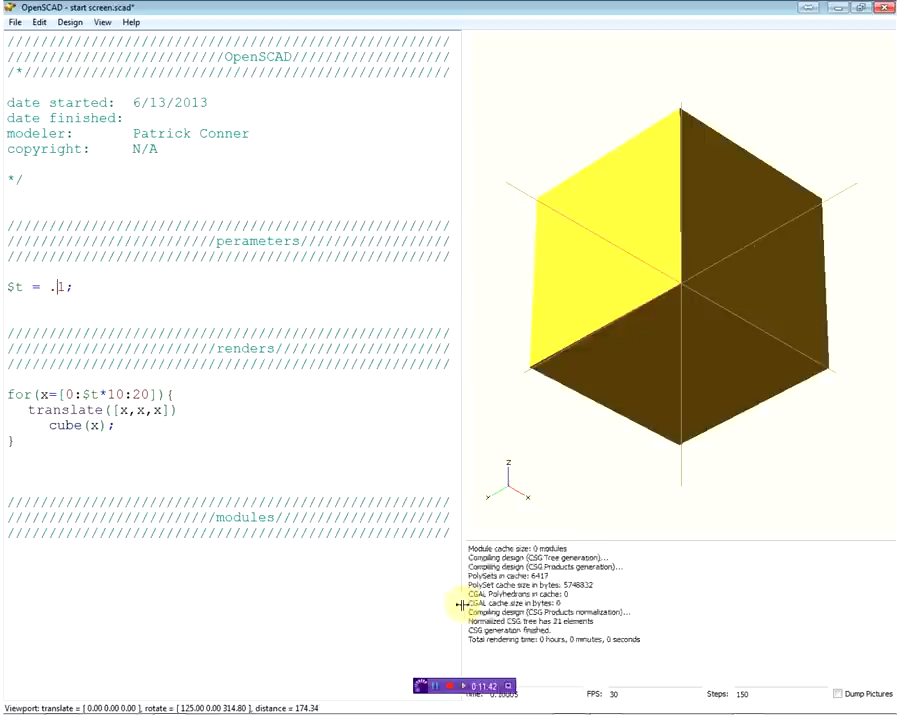 OpenSCAD - start screen.scad*
File Edit Design View Help
////////////////////////////////////////////////////////////////
///////////////////////////////OpenSCAD///////////////////////
/*//////////////////////////////////////////////////////////////
date started: 6/13/2013
date finished:
modeler: Patrick Conner
copyright: N/A
*/
////////////////////////////////////////////////////////////////
//////////////////////////////perameters/////////////////////
////////////////////////////////////////////////////////////////
$t = .1;
////////////////////////////////////////////////////////////////
//////////////////////////////renders/////////////////////////
////////////////////////////////////////////////////////////////
for(x=[0:$t*10:20]){
translate([x,x,x])
cube(x);
}
////////////////////////////////////////////////////////////////
//////////////////////////////modules/////////////////////////
////////////////////////////////////////////////////////////////
z
y x
Module cache size: 0 modules
Compiling design (CSG Tree generation)...
Compiling design (CSG Products generation)...
PolySets in cache: 6417
PolySet cache size in bytes: 5748832
CGAL Polyhedrons in cache: 0
CGAL cache size in bytes: 0
Compiling design (CSG Products normalization)...
Normalized CSG tree has 21 elements
CSG generation finished.
Total rendering time: 0 hours, 0 minutes, 0 seconds
0:11:42
Time: 0.10005 FPS: 30 Steps: 150 Dump Pictures
Viewport: translate = [ 0.00 0.00 0.00 ], rotate = [ 125.00 0.00 314.80 ], distance = 174.34